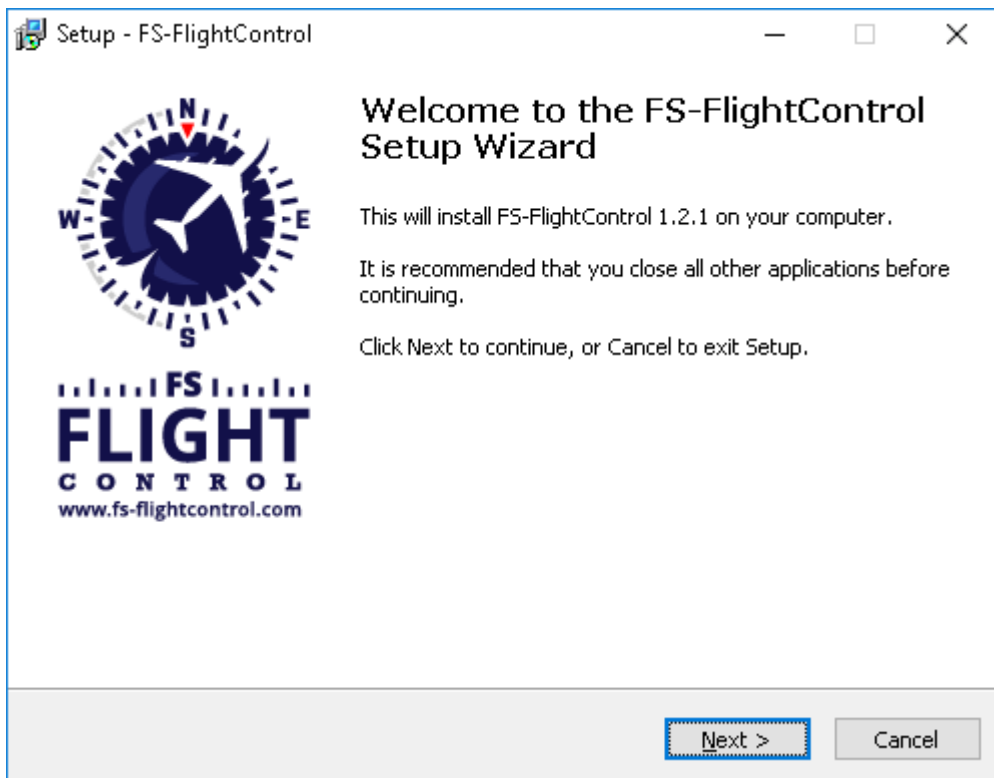 Setup - FS-FlightControl
N
W
E
S
FS
FLIGHT
CONTROL
www.fs-flightcontrol.com
Welcome to the FS-FlightControl
Setup Wizard
This will install FS-FlightControl 1.2.1 on your computer.
It is recommended that you close all other applications before
continuing.
Click Next to continue, or Cancel to exit Setup.
Next >
Cancel